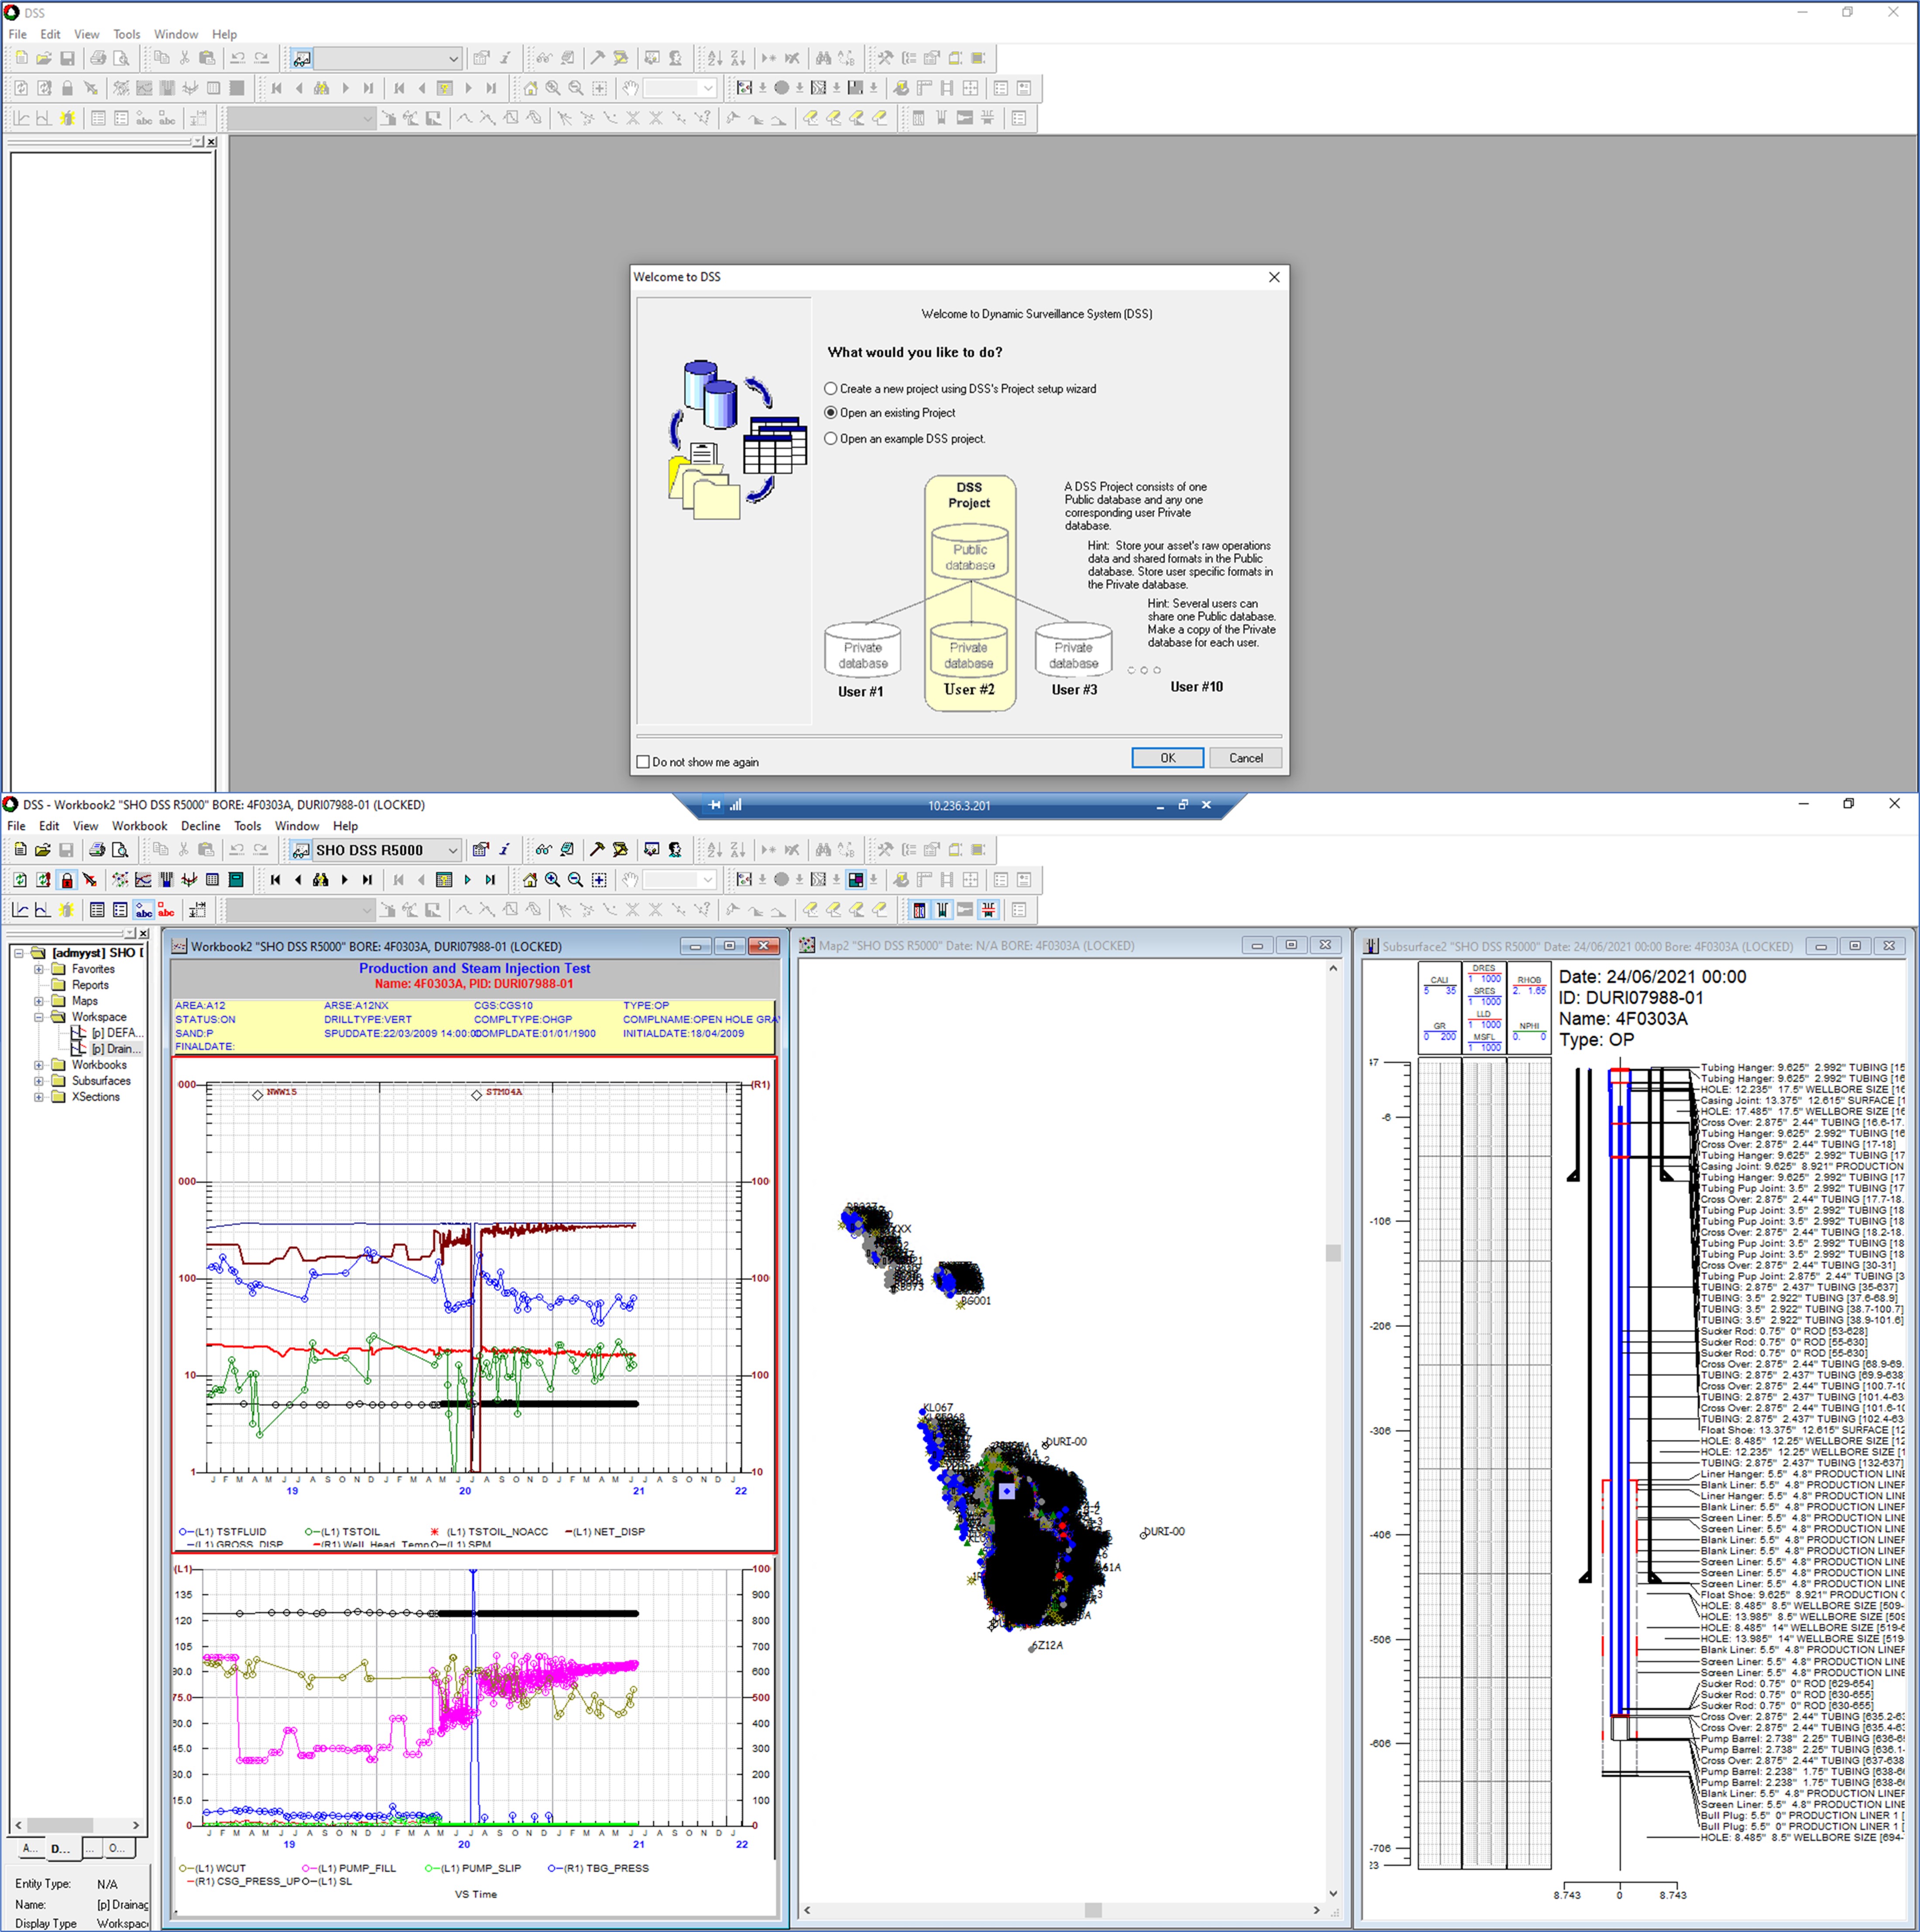 DSS
File Edit View Tools Window Help
Welcome to DSS
Welcome to Dynamic Surveillance System (DSS)
What would you like to do?
Create a new project using DSS's Project setup wizard
Open an existing Project
Open an example DSS project.
DSS
Project
Public
database
Private
database
Private
database
Private
database
User #1
User #2
User #3
User #10
A DSS Project consists of one
Public database and any one
corresponding user Private
database.
Hint: Store your asset's raw operations
data and shared formats in the Public
database. Store user specific formats in
the Private database.
Hint: Several users can
share one Public database.
Make a copy of the Private
database for each user.
Do not show me again
OK
Cancel
DSS - Workbook2 "SHO DSS R5000" BORE: 4F0303A, DURI07988-01 (LOCKED)
10.236.3.201
File Edit View Workbook Decline Tools Window Help
SHO DSS R5000
[admyyst] SHO [
Favorites
Reports
Maps
Workspace
[p] DEFA...
[p] Drain...
Workbooks
Subsurfaces
XSections
A... D... ... O...
Entity Type: N/A
Name: [p] Drainag
Display Type Workspac
Workbook2 "SHO DSS R5000" BORE: 4F0303A, DURI07988-01 (LOCKED)
Production and Steam Injection Test
Name: 4F0303A, PID: DURI07988-01
AREA:A12 ARSE:A12NX CGS:CGS10 TYPE:OP
STATUS:ON DRILLTYPE:VERT COMPLTYPE:OHGP COMPLNAME:OPEN HOLE GRA
SAND:P SPUDDATE:22/03/2009 14:00:00 COMPLDATE:01/01/1900 INITIALDATE:18/04/2009
FINALDATE:
000 (R1)
NWW15 STM04A
000 100
100 100
10 100
1 10
J F M A M J J A S O N D J F M A M J J A S O N D J F M A M J J A S O N D J
19 20 21 22
(L1) TSTFLUID (L1) TSTOIL (L1) TSTOIL_NOACC (L1) NET_DISP
(L1) GROSS_DISP (R1) Well_Head_Temp (L1) SPM
(L1) 100
135 900
120 800
105 700
90.0 600
75.0 500
60.0 400
45.0 300
30.0 200
15.0 100
0 0
J F M A M J J A S O N D J F M A M J J A S O N D J F M A M J J A S O N D J
19 20 21 22
(L1) WCUT (L1) PUMP_FILL (L1) PUMP_SLIP (R1) TBG_PRESS
(R1) CSG_PRESS_UP (L1) SL
VS Time
Map2 "SHO DSS R5000" Date: N/A BORE: 4F0303A (LOCKED)
BG001
KL067
DURI-00
DURI-00
6Z12A
Subsurface2 "SHO DSS R5000" Date: 24/06/2021 00:00 Bore: 4F0303A (LOCKED)
CALI
5 35
GR
0 200
DRES
1 1000
SRES
1 1000
LLD
1 1000
MSFL
1 1000
RHOB
2. 1.65
NPHI
0. 0
Date: 24/06/2021 00:00
ID: DURI07988-01
Name: 4F0303A
Type: OP
-6
-106
-206
-306
-406
-506
-606
-706
Tubing Hanger: 9.625" 2.992" TUBING [15
Tubing Hanger: 9.625" 2.992" TUBING [16
HOLE: 12.235" 17.5" WELLBORE SIZE [16
Casing Joint: 13.375" 12.615" SURFACE [1
HOLE: 17.485" 17.5" WELLBORE SIZE [16
Cross Over: 2.875" 2.44" TUBING [16.6-17.
Tubing Hanger: 9.625" 2.992" TUBING [16
Cross Over: 2.875" 2.44" TUBING [17-18]
Tubing Hanger: 9.625" 2.992" TUBING [17
Casing Joint: 9.625" 8.921" PRODUCTION
Tubing Hanger: 9.625" 2.992" TUBING [17
Tubing Pup Joint: 3.5" 2.992" TUBING [17
Cross Over: 2.875" 2.44" TUBING [17.7-18.
Tubing Pup Joint: 3.5" 2.992" TUBING [18
Tubing Pup Joint: 3.5" 2.992" TUBING [18
Cross Over: 2.875" 2.44" TUBING [18.2-18.
Tubing Pup Joint: 3.5" 2.992" TUBING [18
Tubing Pup Joint: 3.5" 2.992" TUBING [18
Cross Over: 2.875" 2.44" TUBING [30-31]
Tubing Pup Joint: 2.875" 2.44" TUBING [3
TUBING: 2.875" 2.437" TUBING [35-637]
TUBING: 3.5" 2.922" TUBING [37.6-68.9]
TUBING: 3.5" 2.922" TUBING [38.7-100.7]
TUBING: 3.5" 2.922" TUBING [38.9-101.6]
Sucker Rod: 0.75" 0" ROD [53-628]
Sucker Rod: 0.75" 0" ROD [55-630]
Sucker Rod: 0.75" 0" ROD [55-630]
Cross Over: 2.875" 2.44" TUBING [68.9-69.
TUBING: 2.875" 2.437" TUBING [69.9-638
Cross Over: 2.875" 2.44" TUBING [100.7-10
TUBING: 2.875" 2.437" TUBING [101.4-63
Cross Over: 2.875" 2.44" TUBING [101.6-10
TUBING: 2.875" 2.437" TUBING [102.4-63
Float Shoe: 13.375" 12.615" SURFACE [12
HOLE: 8.485" 12.25" WELLBORE SIZE [12
HOLE: 12.235" 12.25" WELLBORE SIZE [1
TUBING: 2.875" 2.437" TUBING [132-637]
Liner Hanger: 5.5" 4.8" PRODUCTION LINE
Blank Liner: 5.5" 4.8" PRODUCTION LINER
Liner Hanger: 5.5" 4.8" PRODUCTION LINE
Blank Liner: 5.5" 4.8" PRODUCTION LINER
Screen Liner: 5.5" 4.8" PRODUCTION LINE
Screen Liner: 5.5" 4.8" PRODUCTION LINE
Blank Liner: 5.5" 4.8" PRODUCTION LINER
Blank Liner: 5.5" 4.8" PRODUCTION LINER
Screen Liner: 5.5" 4.8" PRODUCTION LINE
Screen Liner: 5.5" 4.8" PRODUCTION LINE
Screen Liner: 5.5" 4.8" PRODUCTION LINE
Float Shoe: 9.625" 8.921" PRODUCTION C
HOLE: 8.485" 8.5" WELLBORE SIZE [509-
HOLE: 13.985" 8.5" WELLBORE SIZE [509
HOLE: 8.485" 14" WELLBORE SIZE [519-6
HOLE: 13.985" 14" WELLBORE SIZE [519
Blank Liner: 5.5" 4.8" PRODUCTION LINER
Screen Liner: 5.5" 4.8" PRODUCTION LINE
Screen Liner: 5.5" 4.8" PRODUCTION LINE
Sucker Rod: 0.75" 0" ROD [629-654]
Sucker Rod: 0.75" 0" ROD [630-655]
Sucker Rod: 0.75" 0" ROD [630-655]
Cross Over: 2.875" 2.44" TUBING [635.2-63
Cross Over: 2.875" 2.44" TUBING [635.4-63
Pump Barrel: 2.738" 2.25" TUBING [636-6
Pump Barrel: 2.738" 2.25" TUBING [636.1-
Cross Over: 2.875" 2.44" TUBING [637-638
Pump Barrel: 2.238" 1.75" TUBING [638-66
Pump Barrel: 2.238" 1.75" TUBING [638-66
Blank Liner: 5.5" 4.8" PRODUCTION LINER
Screen Liner: 5.5" 4.8" PRODUCTION LINE
Bull Plug: 5.5" 0" PRODUCTION LINER 1 [
Bull Plug: 5.5" 0" PRODUCTION LINER 1 [
HOLE: 8.485" 8.5" WELLBORE SIZE [694-
8.743 0 8.743